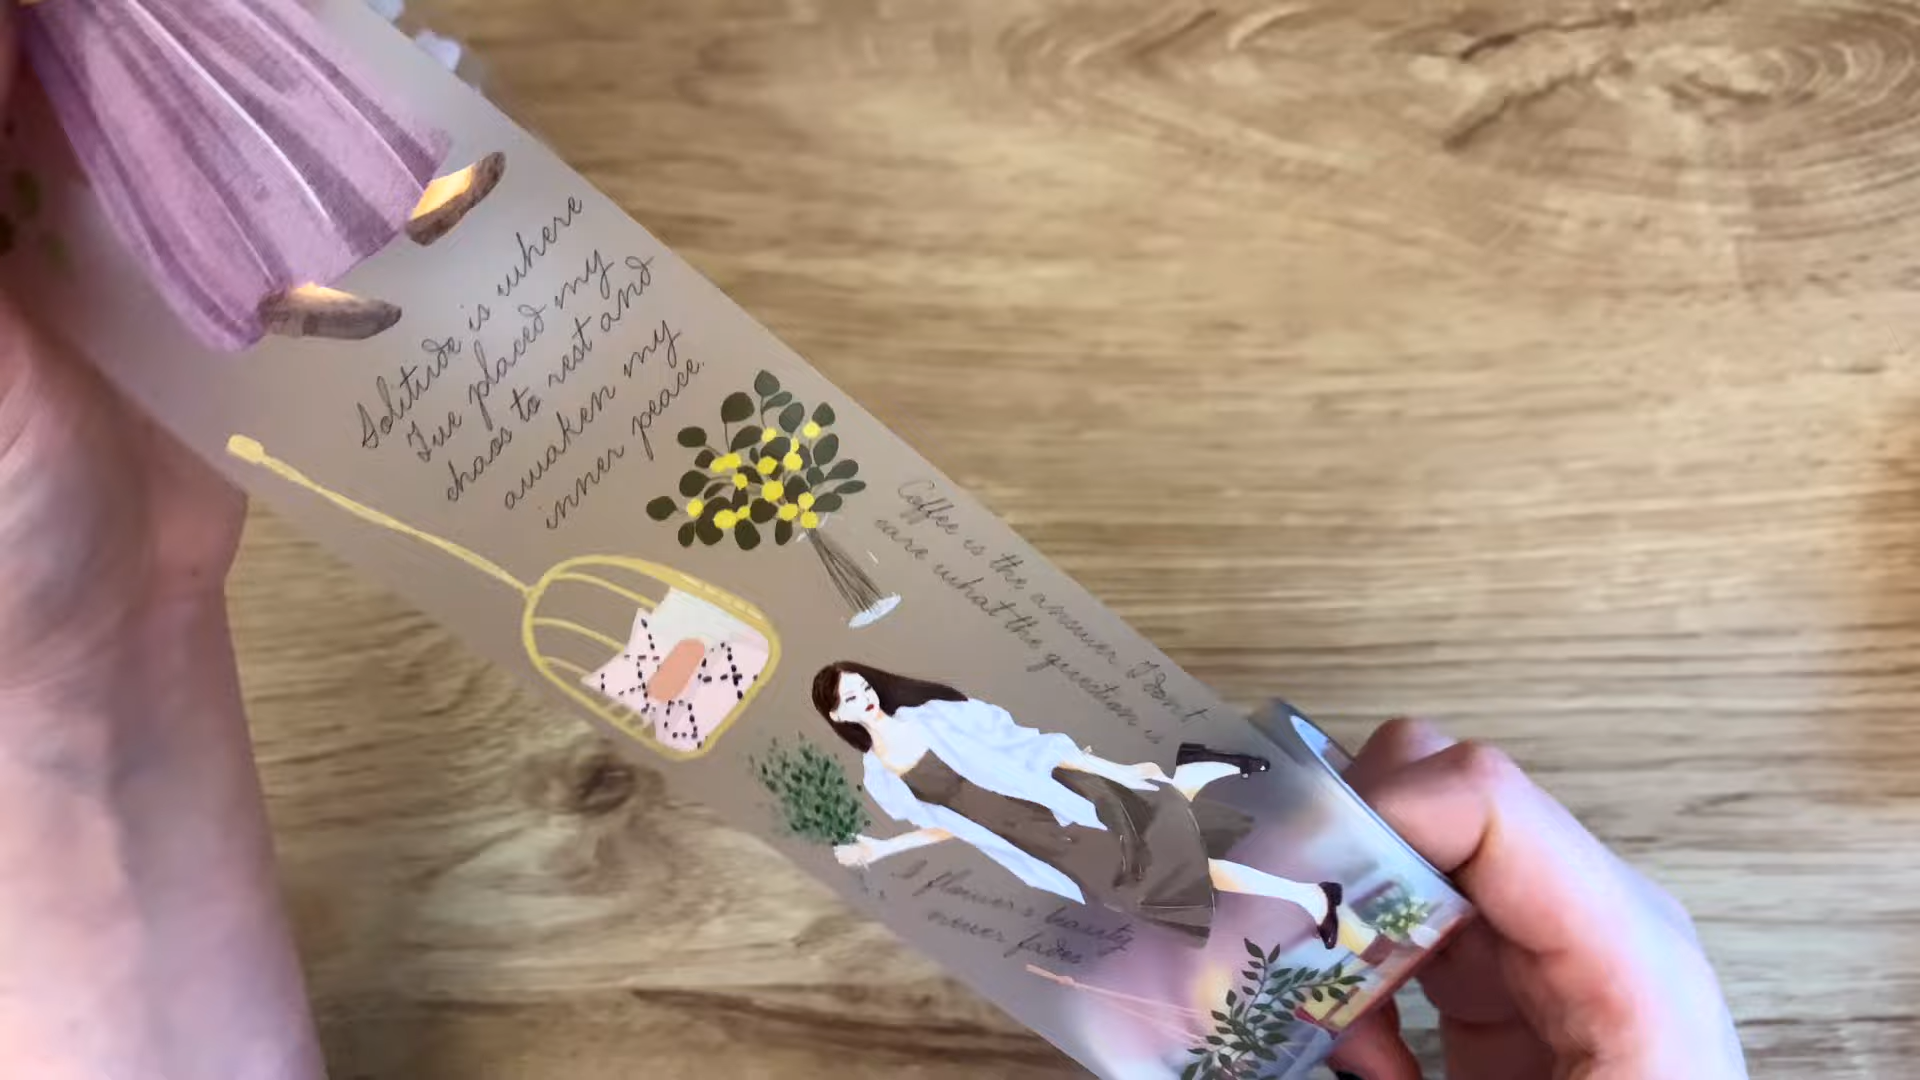 Solitude is where
I've placed my
chaos to rest and
awaken my
inner peace.
Coffee is the answer I don't
care what the question is
A flower's beauty
never fades